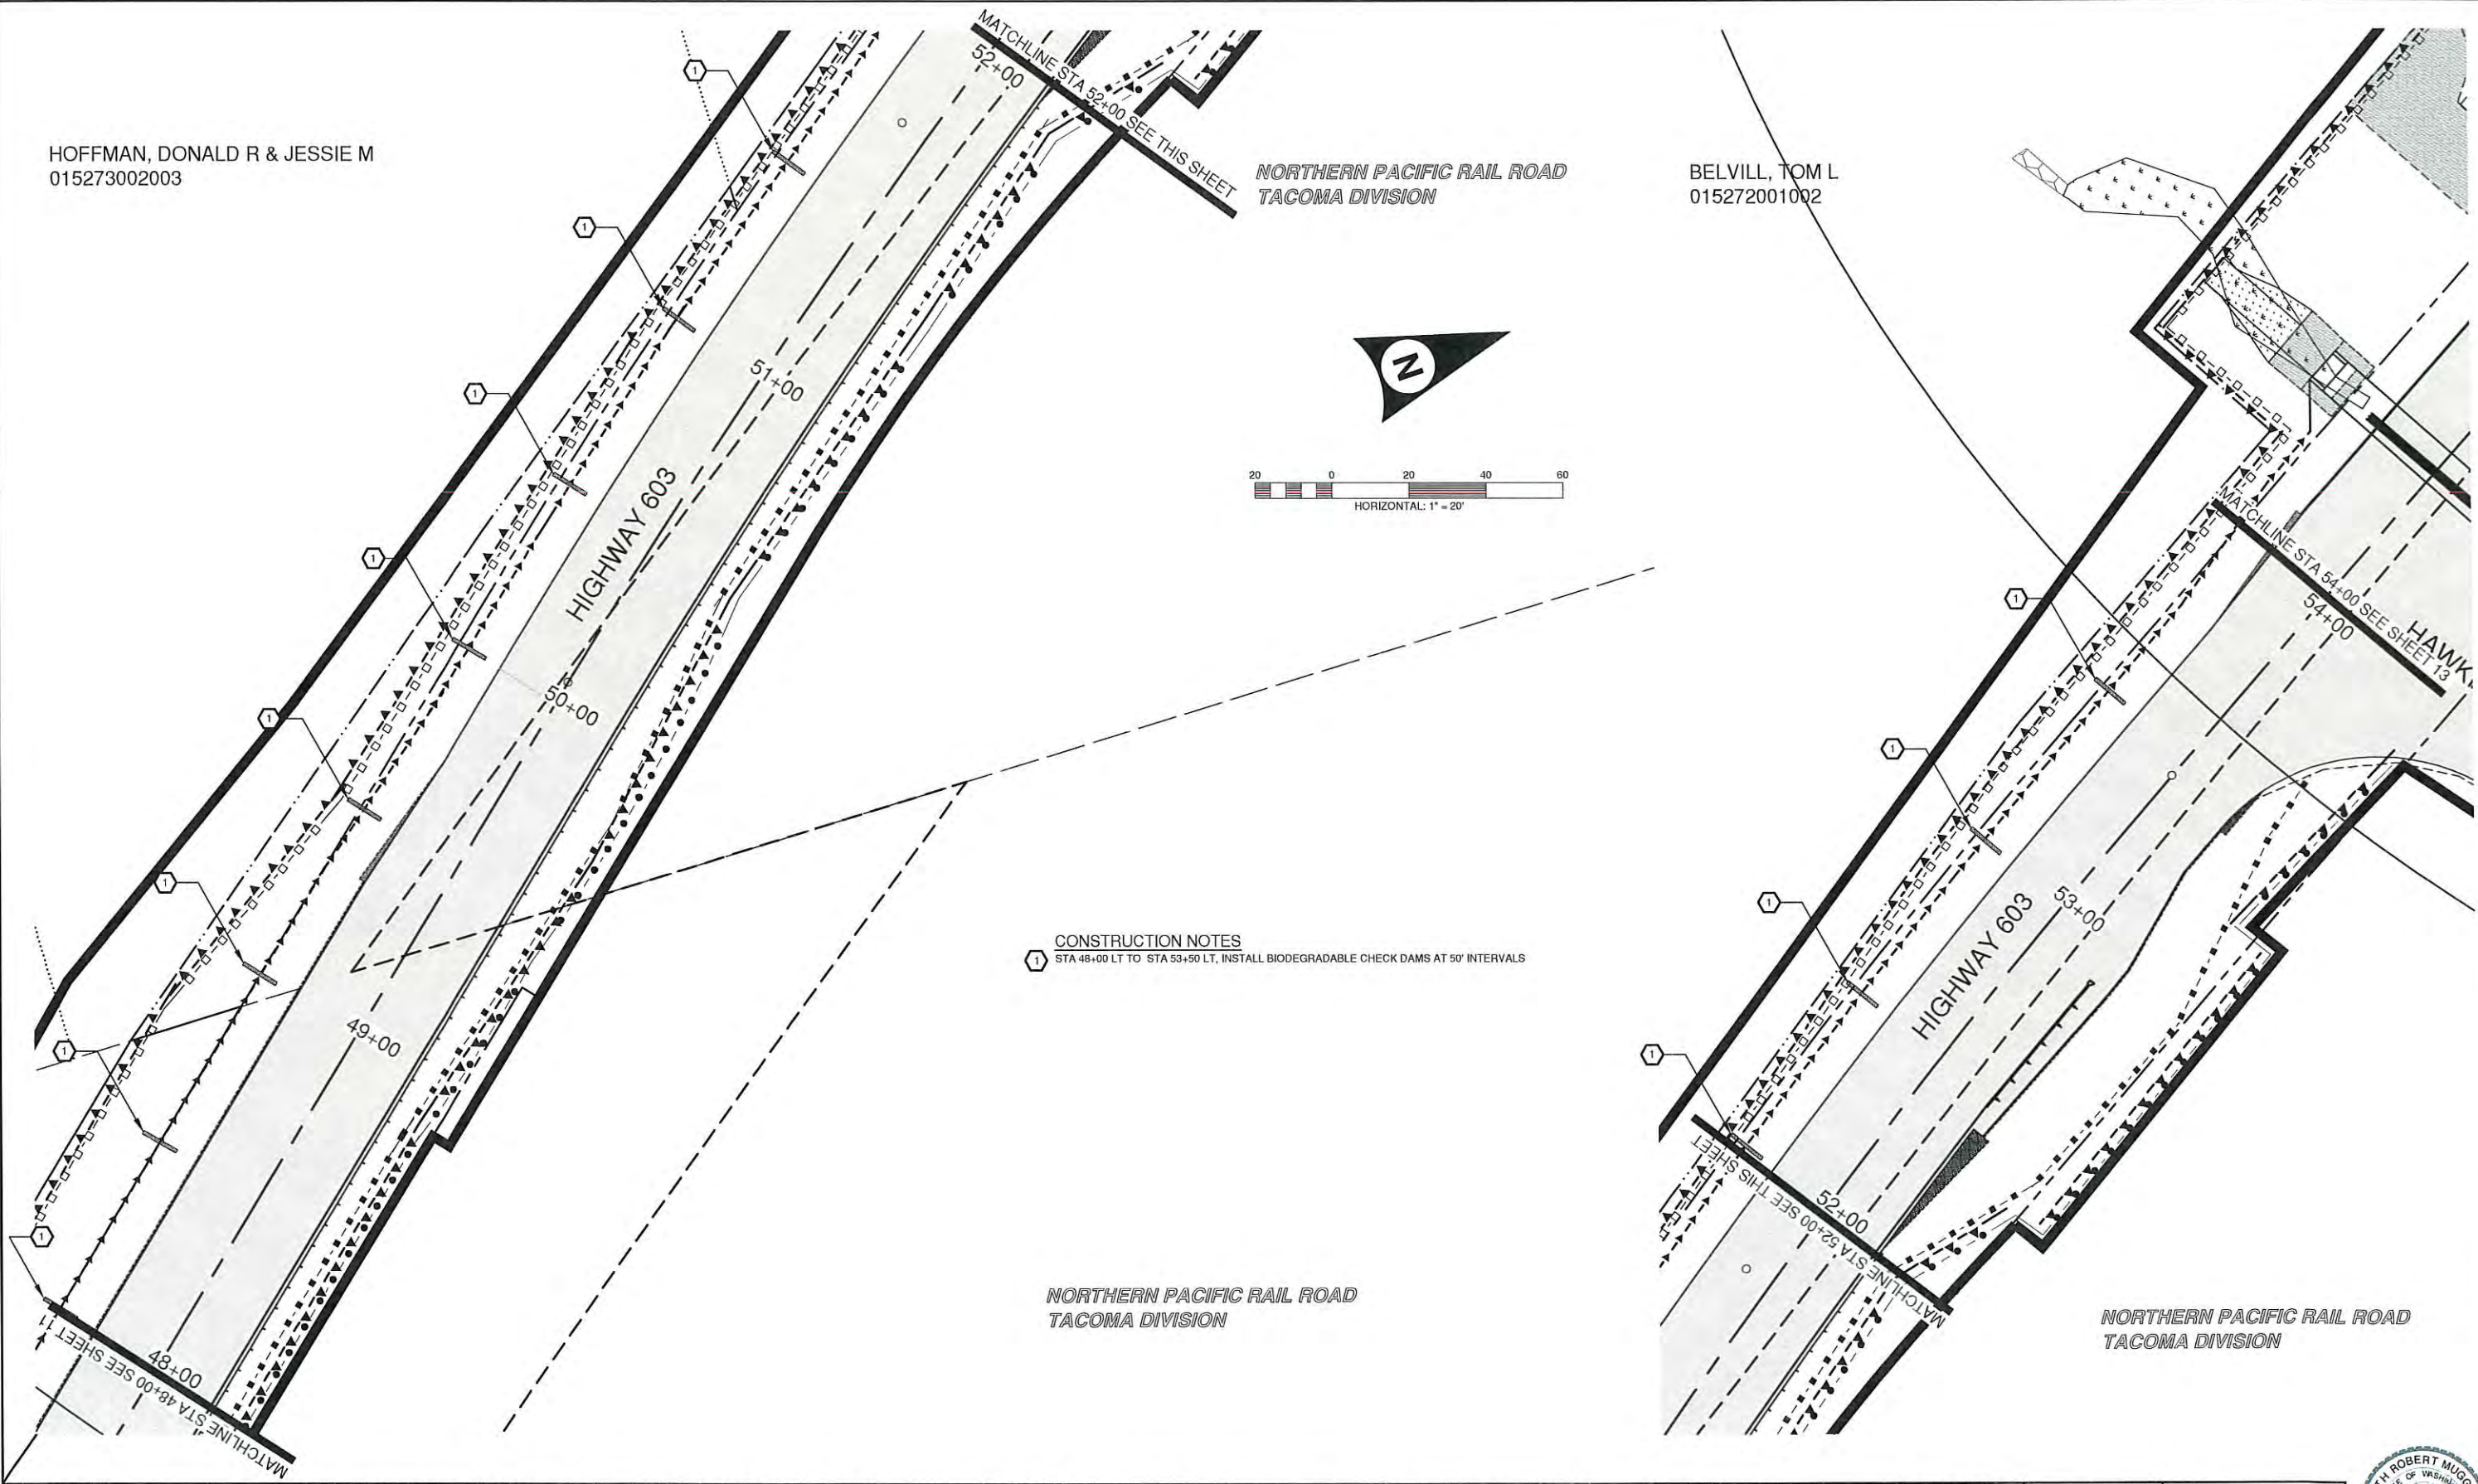 MATCHLINE STA 52+00 SEE THIS SHEET
52+00
1
HOFFMAN, DONALD R & JESSIE M
015273002003
NORTHERN PACIFIC RAIL ROAD
TACOMA DIVISION
BELVILL, TOM L
015272001002
1
N
51+00
1
20 0 20 40 60
HORIZONTAL: 1" = 20'
HIGHWAY 603
MATCHLINE STA 54+00 SEE SHEET 13
54+00
1
1
1
50+00
1
1
1
1
53+00
HIGHWAY 603
CONSTRUCTION NOTES
1 STA 48+00 LT TO STA 53+50 LT, INSTALL BIODEGRADABLE CHECK DAMS AT 50' INTERVALS
49+00
1
1
MATCHLINE STA 52+00 SEE THIS SHEET
52+00
1
NORTHERN PACIFIC RAIL ROAD
TACOMA DIVISION
NORTHERN PACIFIC RAIL ROAD
TACOMA DIVISION
48+00
MATCHLINE STA 48+00 SEE SHEET 11
ROBERT
OF